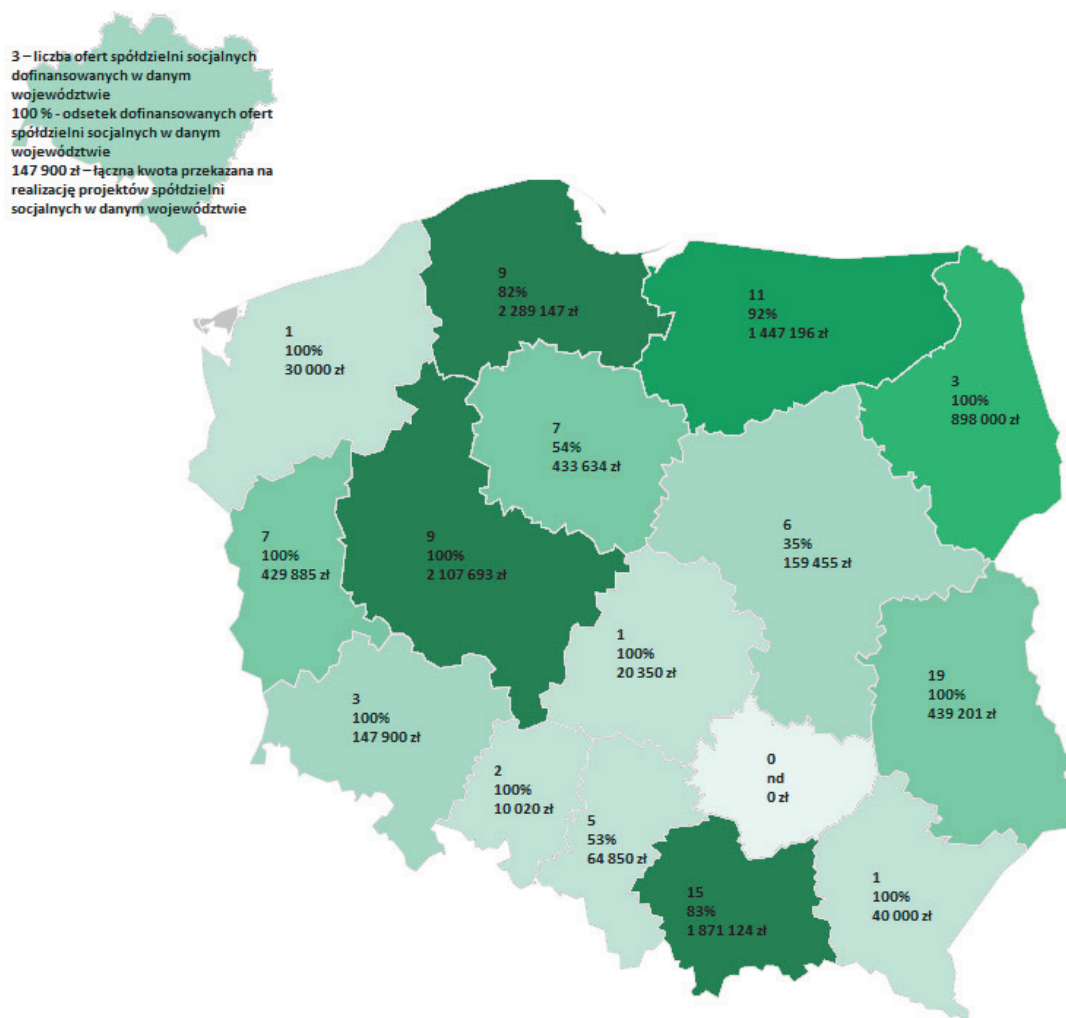 3 – liczba ofert spółdzielni socjalnych
dofinansowanych w danym
województwie
100 % - odsetek dofinansowanych ofert
spółdzielni socjalnych w danym
województwie
147 900 zł – łączna kwota przekazana na
realizację projektów spółdzielni
socjalnych w danym województwie
9
82%
2 289 147 zł
11
92%
1 447 196 zł
1
100%
30 000 zł
3
100%
898 000 zł
7
54%
433 634 zł
6
35%
159 455 zł
7
100%
429 885 zł
9
100%
2 107 693 zł
1
100%
20 350 zł
19
100%
439 201 zł
3
100%
147 900 zł
2
100%
10 020 zł
0
nd
0 zł
5
53%
64 850 zł
15
83%
1 871 124 zł
1
100%
40 000 zł